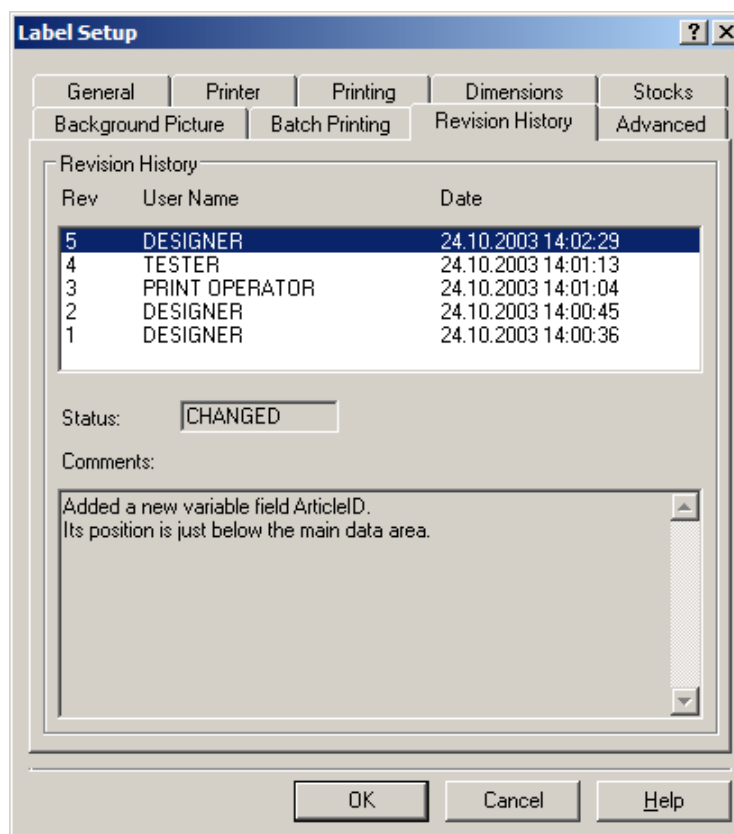 Label Setup
General Printer Printing Dimensions Stocks
Background Picture Batch Printing Revision History Advanced
Revision History
Rev User Name Date
5 DESIGNER 24.10.2003 14:02:29
4 TESTER 24.10.2003 14:01:13
3 PRINT OPERATOR 24.10.2003 14:01:04
2 DESIGNER 24.10.2003 14:00:45
1 DESIGNER 24.10.2003 14:00:36
Status: CHANGED
Comments:
Added a new variable field ArticleID.
Its position is just below the main data area.
OK Cancel Help